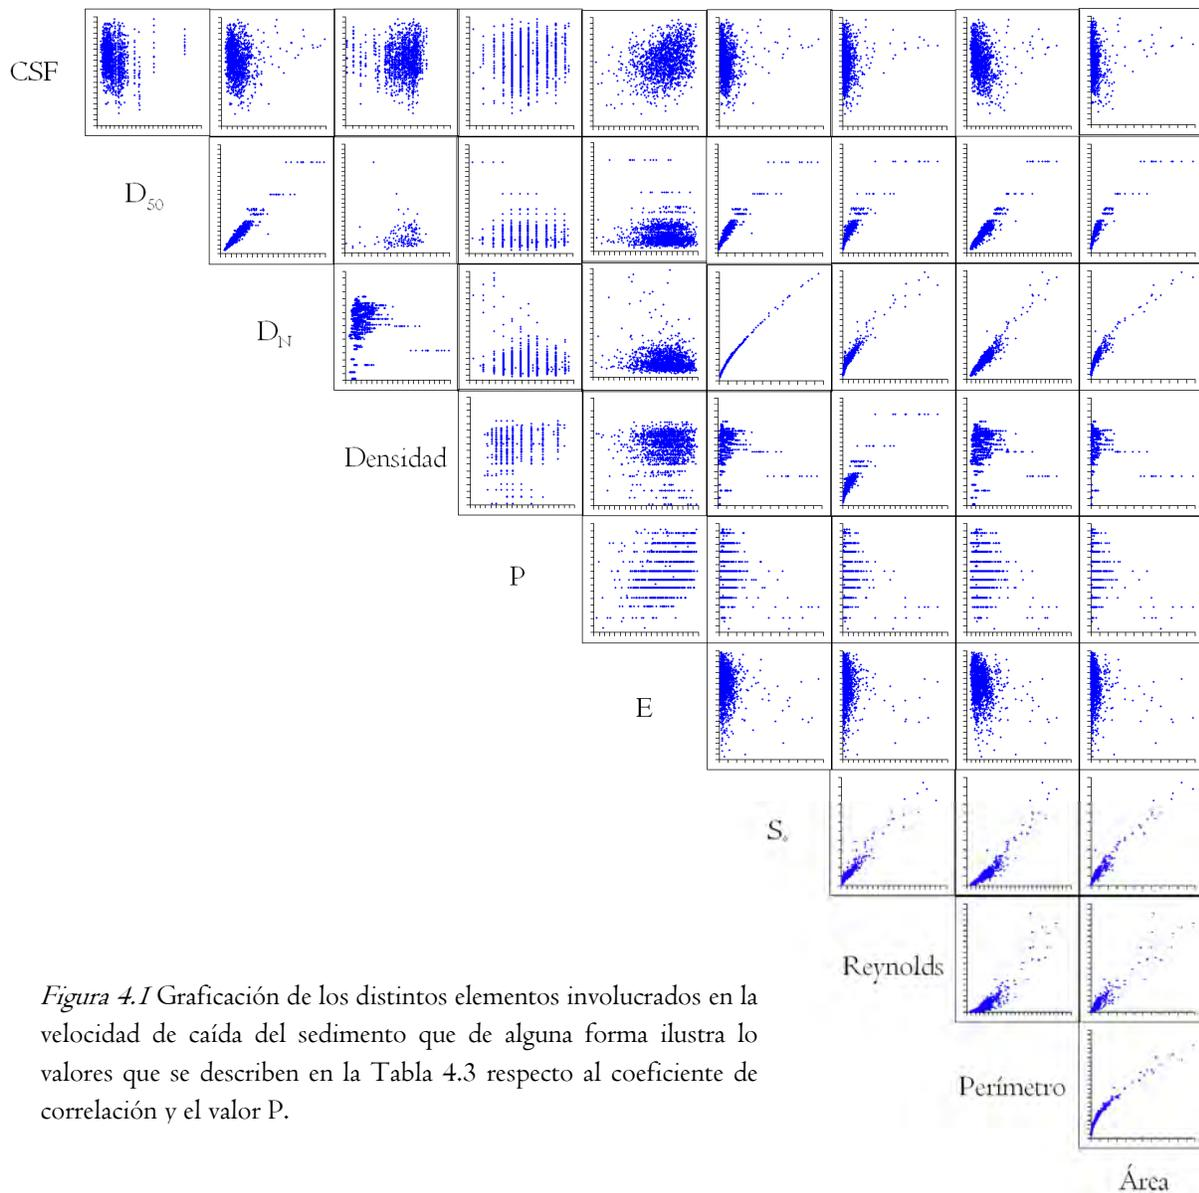 CSF
D50
DN
Densidad
P
E
S*
Reynolds
Perímetro
Área
Figura 4.1 Graficación de los distintos elementos involucrados en la
velocidad de caída del sedimento que de alguna forma ilustra lo
valores que se describen en la Tabla 4.3 respecto al coeficiente de
correlación y el valor P.